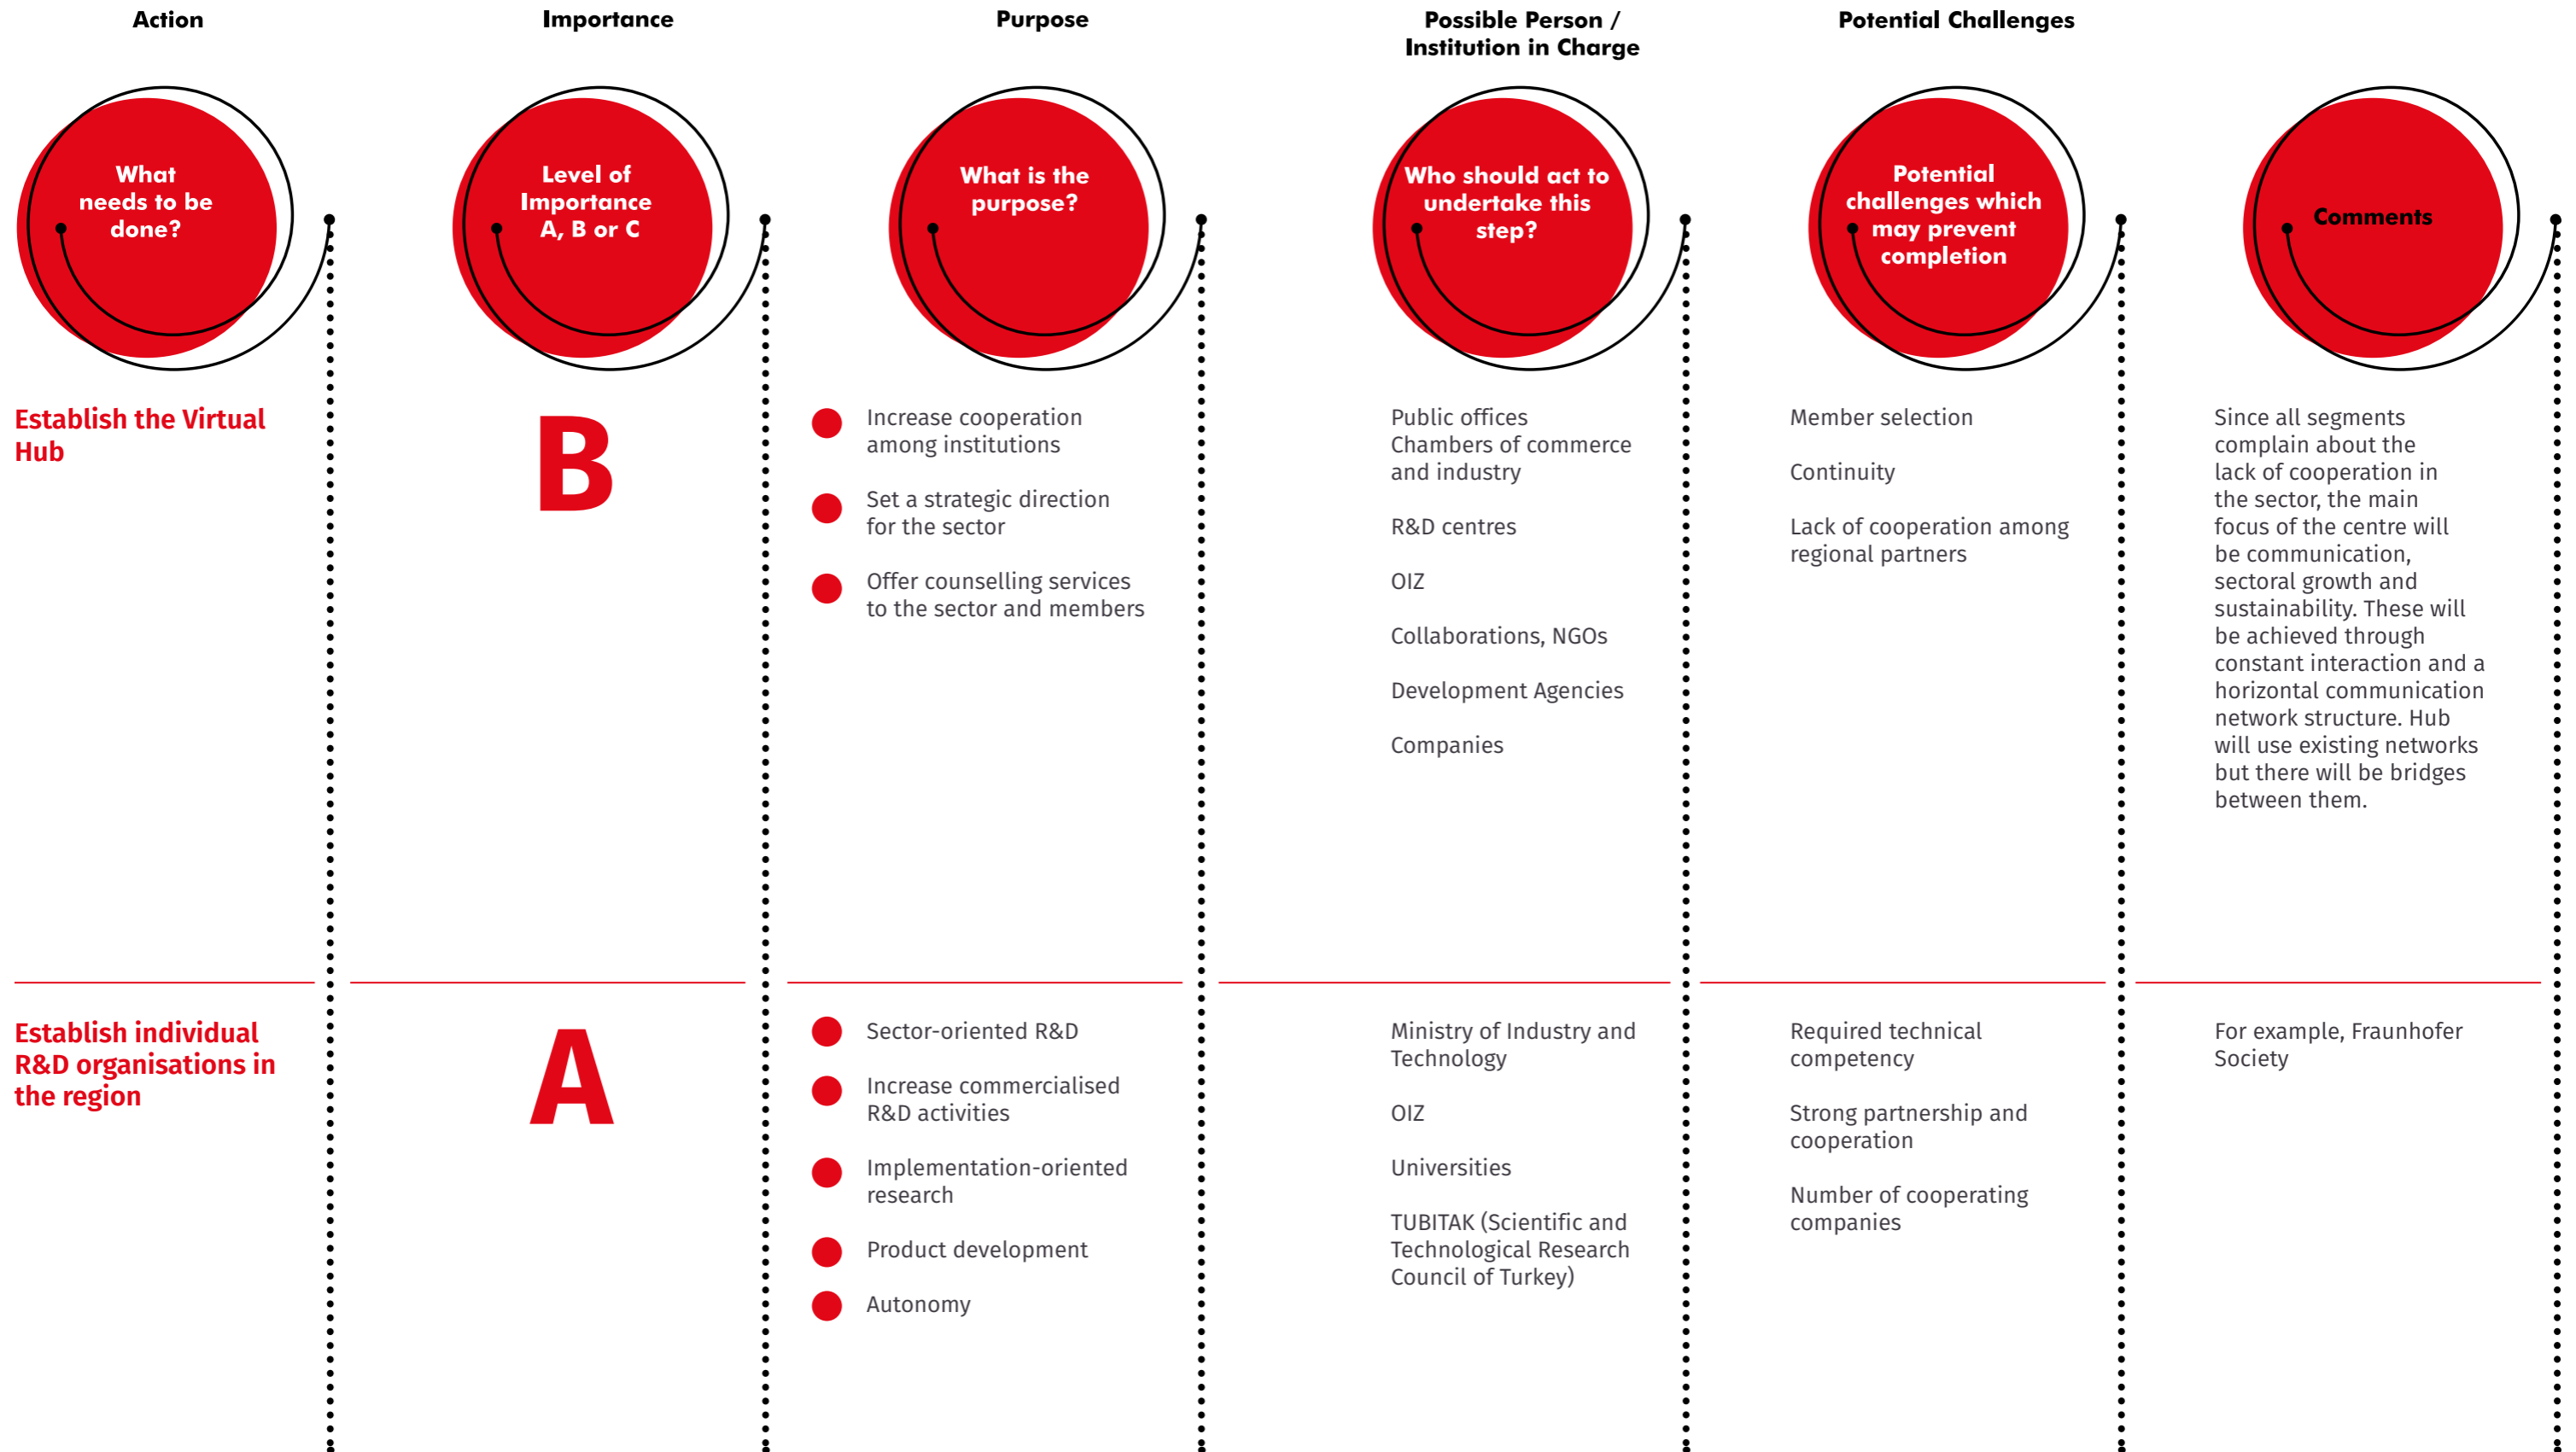 Action
Importance
Purpose
Possible Person /
Institution in Charge
Potential Challenges
What
needs to be
done?
Level of
Importance
A, B or C
What is the
purpose?
Who should act to
undertake this
step?
Potential
challenges which
may prevent
completion
Comments
Establish the Virtual
Hub
B
Increase cooperation
among institutions
Set a strategic direction
for the sector
Offer counselling services
to the sector and members
Public offices
Chambers of commerce
and industry
R&D centres
OIZ
Collaborations, NGOs
Development Agencies
Companies
Member selection
Continuity
Lack of cooperation among
regional partners
Since all segments
complain about the
lack of cooperation in
the sector, the main
focus of the centre will
be communication,
sectoral growth and
sustainability. These will
be achieved through
constant interaction and a
horizontal communication
network structure. Hub
will use existing networks
but there will be bridges
between them.
Establish individual
R&D organisations in
the region
A
Sector-oriented R&D
Increase commercialised
R&D activities
Implementation-oriented
research
Product development
Autonomy
Ministry of Industry and
Technology
OIZ
Universities
TUBITAK (Scientific and
Technological Research
Council of Turkey)
Required technical
competency
Strong partnership and
cooperation
Number of cooperating
companies
For example, Fraunhofer
Society